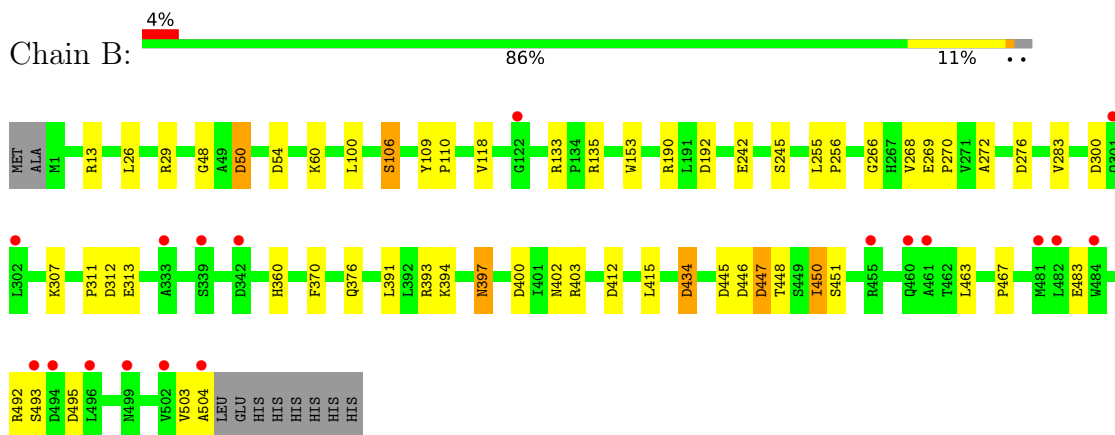 4%
Chain B:
86% 11% • •
MET ALA M1 R13 L26 R29 G48 A49 D50 D54 K60 L100 S106 Y109 P110 V118 G122 R133 P134 R135 W153 R190 L191 D192 E242 S245 L255 P256 G266 H267 V268 E269 P270 V271 A272 D276 V283 D300 Q301
L302 K307 P311 D312 E313 A333 S339 D342 H360 F370 Q376 L391 L392 R393 K394 N397 D400 I401 N402 R403 D412 L415 D434 D445 D446 D447 T448 S449 I450 S451 R455 Q460 A461 T462 L463 P467 M481 L482 E483 W484
R492 S493 D494 D495 L496 N499 V502 V503 A504 LEU GLU HIS HIS HIS HIS HIS HIS